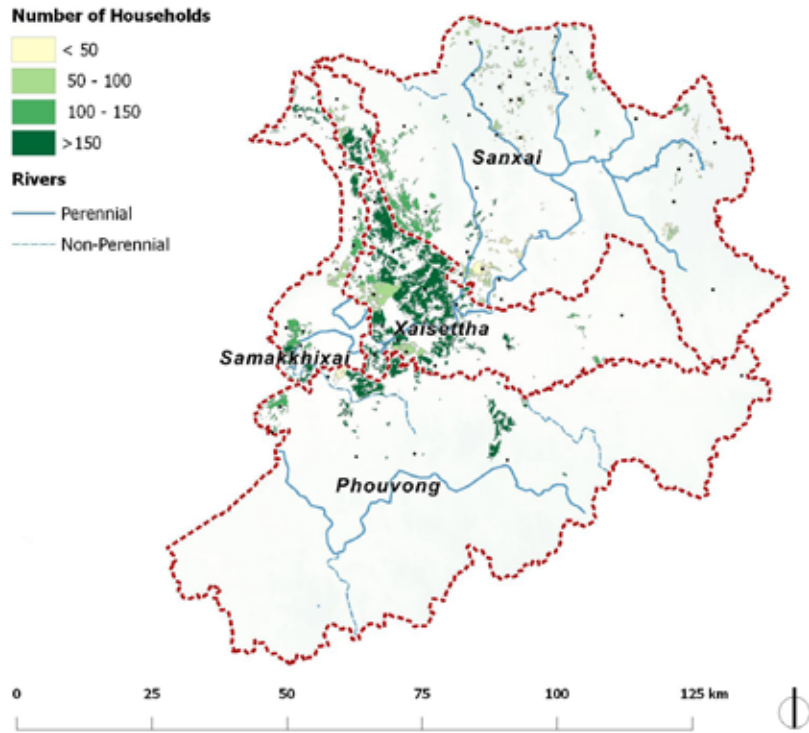 Number of Households
< 50
50 - 100
100 - 150
>150
Rivers
Perennial
Non-Perennial
Sanxai
Xaisettha
Samakkhixai
Phouvong
0 25 50 75 100 125 km